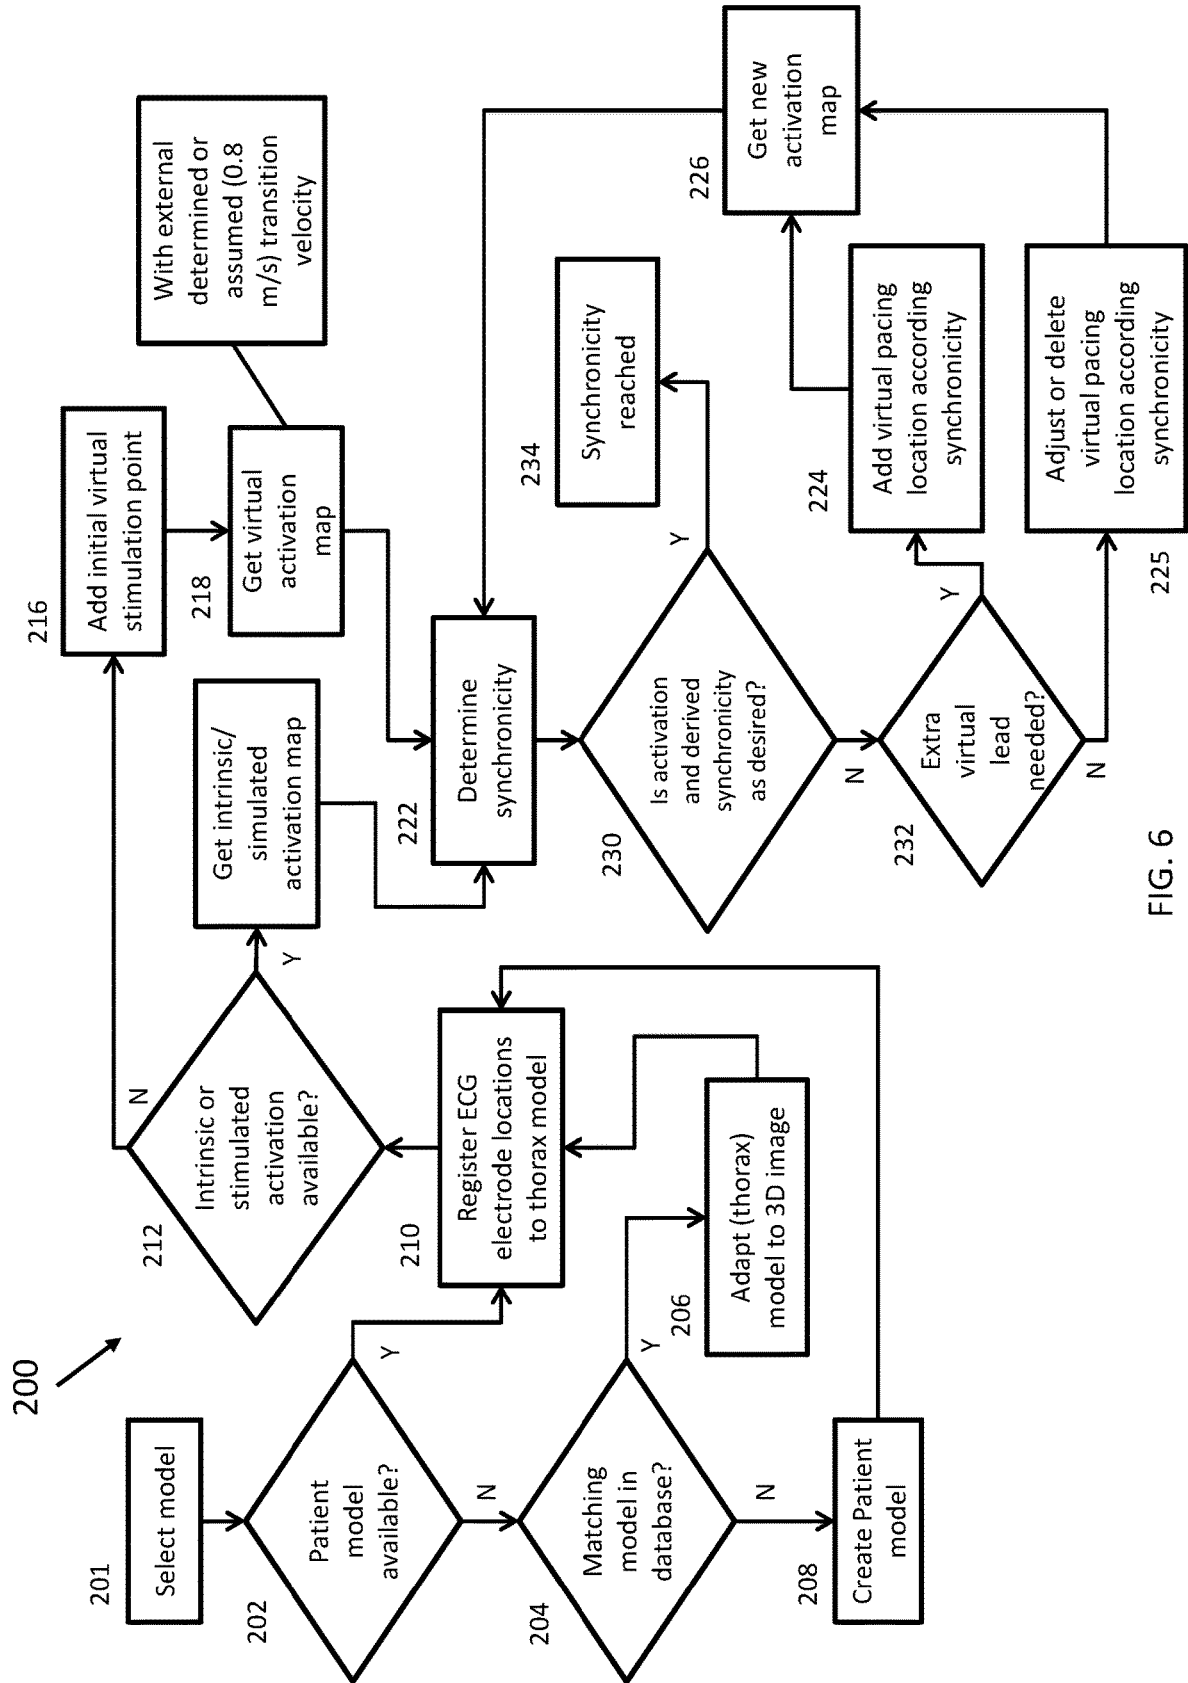 200
201
Select model
202
Patient
model
available?
Y
N
204
Matching
model in
database?
Y
N
206
Adapt (thorax)
model to 3D image
208
Create Patient
model
210
Register ECG
electrode locations
to thorax model
212
Intrinsic or
stimulated
activation
available?
N
Y
Get intrinsic/
simulated
activation map
216
Add initial virtual
stimulation point
218
Get virtual
activation
map
With external
determined or
assumed (0.8
m/s) transition
velocity
222
Determine
synchronicity
230
Is activation
and derived
synchronicity
as desired?
Y
N
234
Synchronicity
reached
232
Extra
virtual
lead
needed?
Y
N
224
Add virtual pacing
location according
synchronicity
225
Adjust or delete
virtual pacing
location according
synchronicity
226
Get new
activation
map
FIG. 6